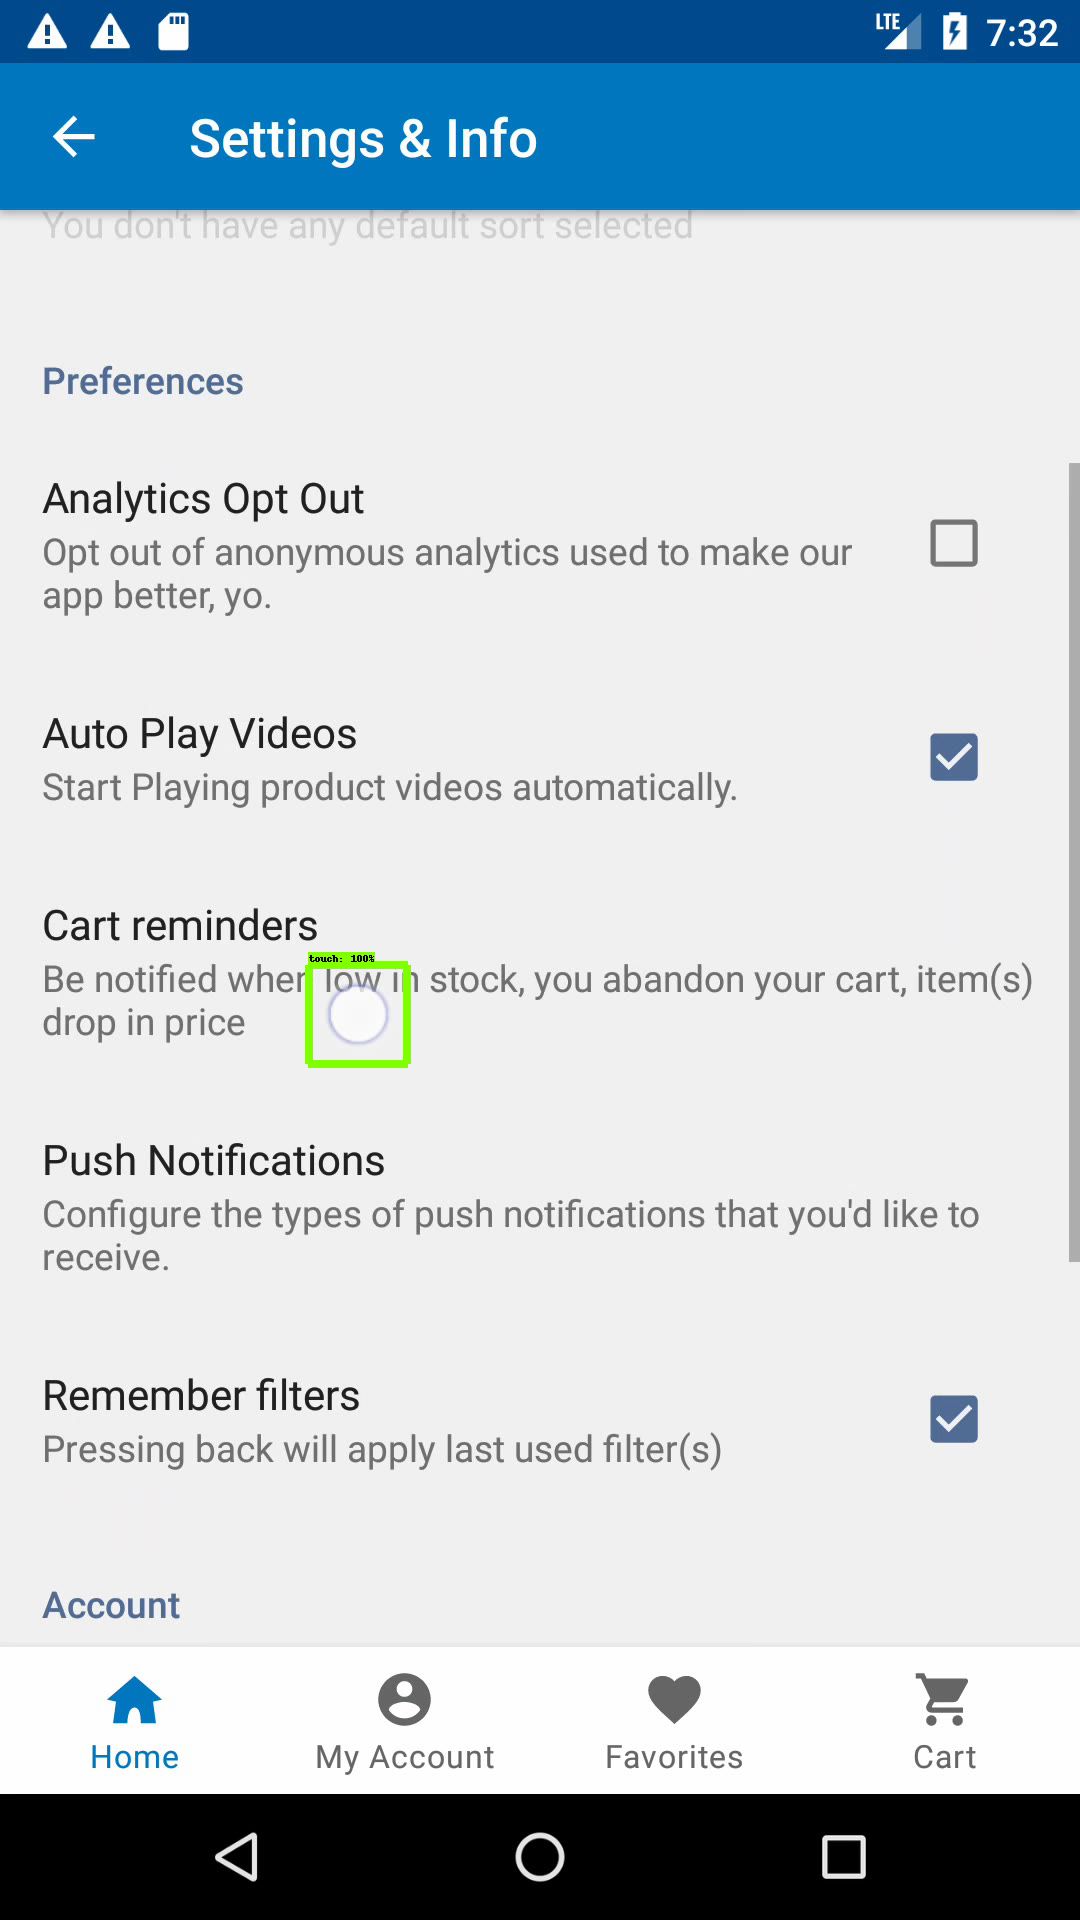 LTE 7:32
Settings & Info
You don't have any default sort selected
Preferences
Analytics Opt Out
Opt out of anonymous analytics used to make our
app better, yo.
Auto Play Videos
Start Playing product videos automatically.
Cart reminders
touch: 100%
Be notified when low in stock, you abandon your cart, item(s)
drop in price
Push Notifications
Configure the types of push notifications that you'd like to
receive.
Remember filters
Pressing back will apply last used filter(s)
Account
Home My Account Favorites Cart